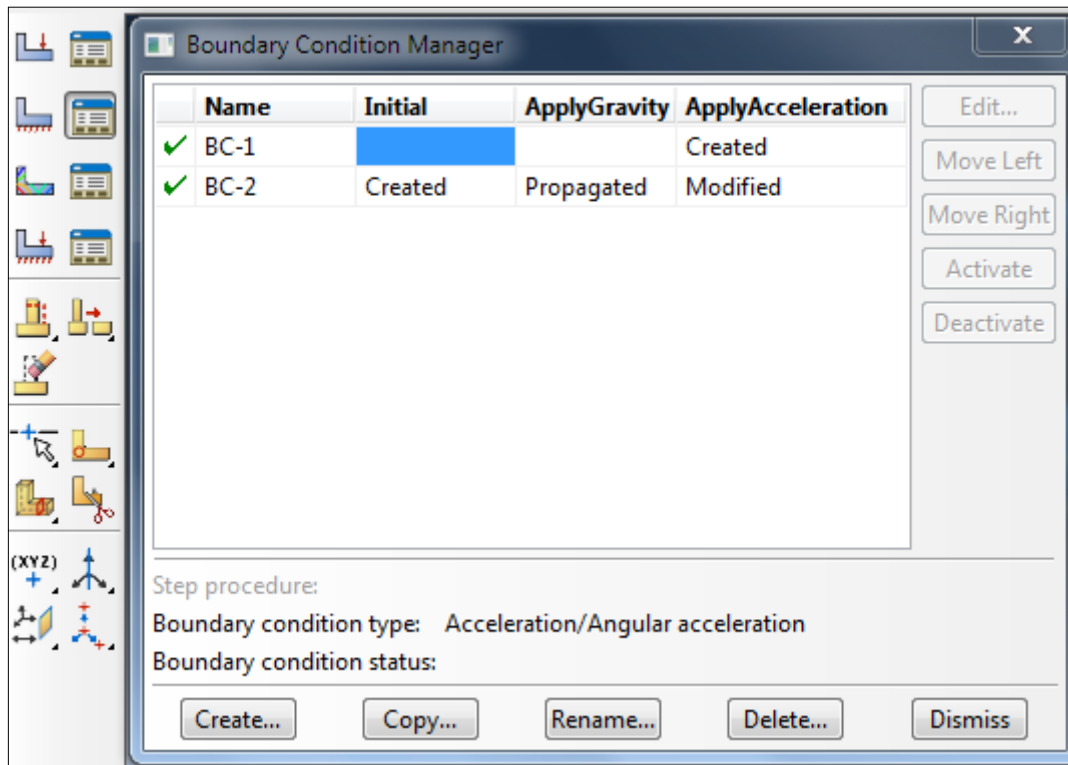 Boundary Condition Manager
x
Name Initial ApplyGravity ApplyAcceleration
BC-1 Created
BC-2 Created Propagated Modified
Edit...
Move Left
Move Right
Activate
Deactivate
(XYZ)
Step procedure:
Boundary condition type: Acceleration/Angular acceleration
Boundary condition status:
Create... Copy... Rename... Delete... Dismiss